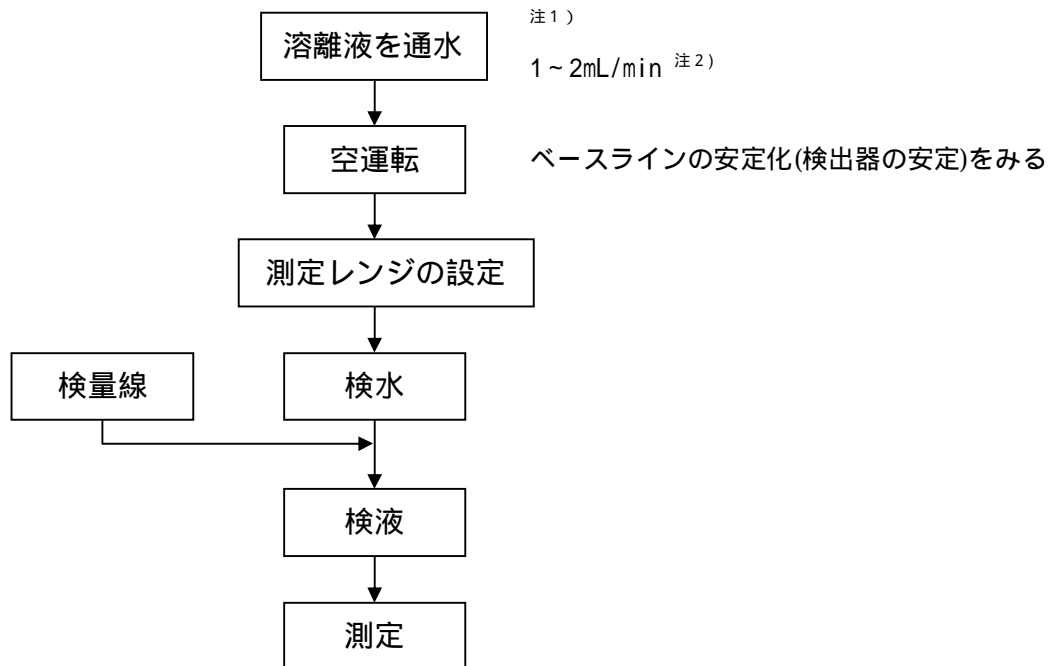 注1)
溶離液を通水
1~2mL/min 注2)
空運転
ベースラインの安定化(検出器の安定)をみる
測定レンジの設定
検量線
検水
検液
測定